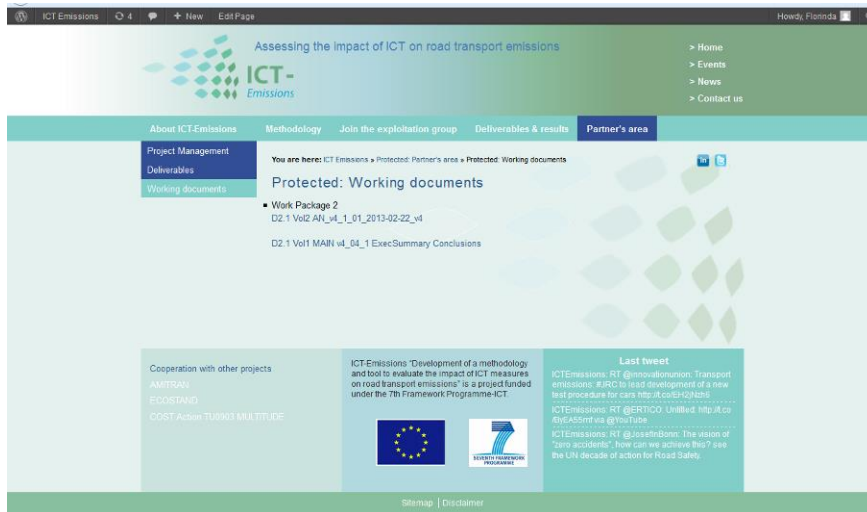 ICT Emissions 4 + New Edit Page Howdy, Florinda
Assessing the impact of ICT on road transport emissions
ICT-
Emissions
> Home
> Events
> News
> Contact us
About ICT-Emissions Methodology Join the exploitation group Deliverables & results Partner's area
Project Management
Deliverables
Working documents
You are here: ICT Emissions » Protected: Partner's area » Protected: Working documents
in
Protected: Working documents
Work Package 2
D2.1 Vol2 AN_v4_1_01_2013-02-22_v4
D2.1 Vol1 MAIN v4_04_1 ExecSummary Conclusions
Cooperation with other projects
AMITRAN
ECOSTAND
COST Action TU0903 MULTITUDE
ICT-Emissions "Development of a methodology
and tool to evaluate the impact of ICT measures
on road transport emissions" is a project funded
under the 7th Framework Programme-ICT.
SEVENTH FRAMEWORK
PROGRAMME
Last tweet
ICTEmissions: RT @innovationunion: Transport
emissions: #JRC to lead development of a new
test procedure for cars
ICTEmissions: RT @ERTICO: Untitled: http://t.co
via @YouTube
ICTEmissions: RT @JosefinBonn: The vision of
"zero accidents", how can we achieve this? see
the UN decade of action for Road Safety.
Sitemap | Disclaimer